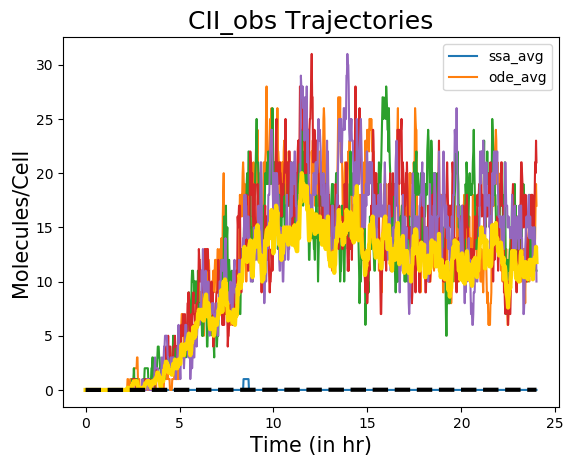 CII_obs Trajectories
ssa_avg
ode_avg
Molecules/Cell
30
25
20
15
10
5
0
0 5 10 15 20 25
Time (in hr)